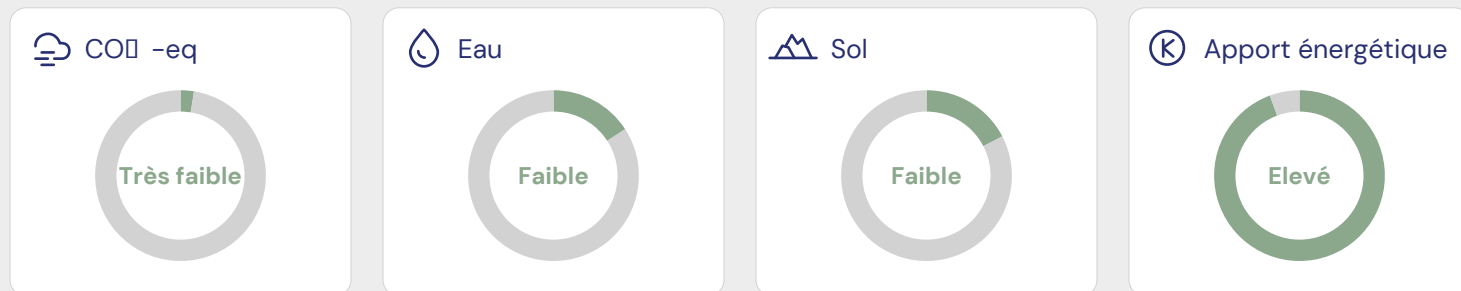 CO▯ -eq
Eau
Sol
Apport énergétique
Très faible
Faible
Faible
Elevé